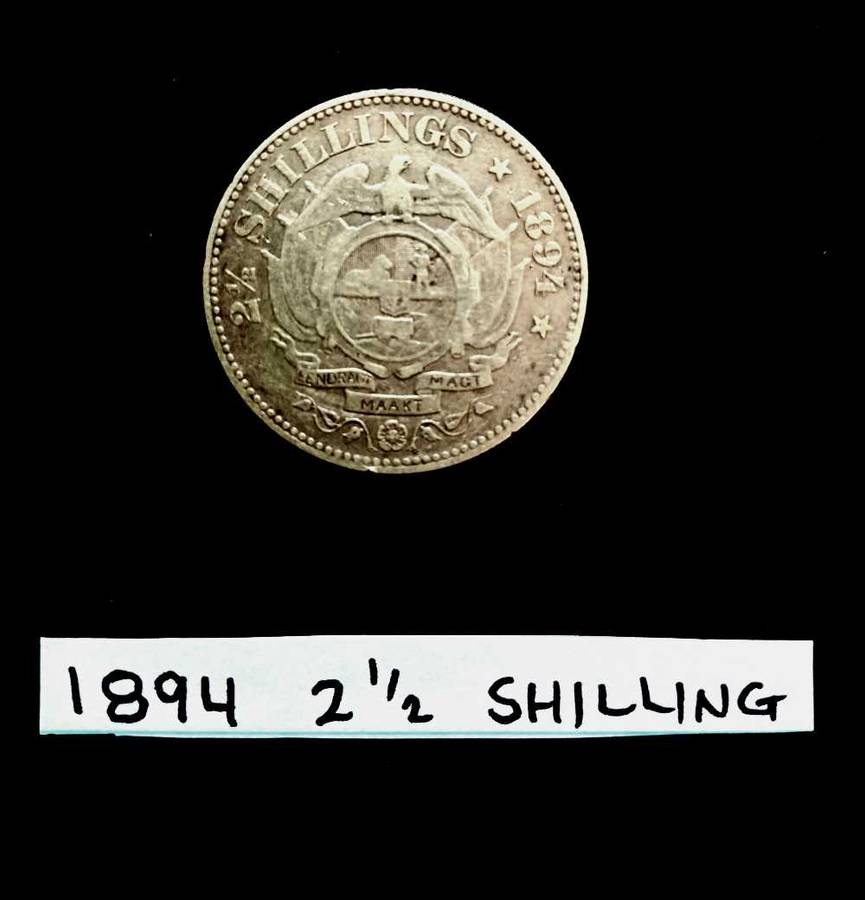 2½ SHILLINGS ★ 1894 ★
EENDRAGT MAAKT MAGT
1894 2½ SHILLING